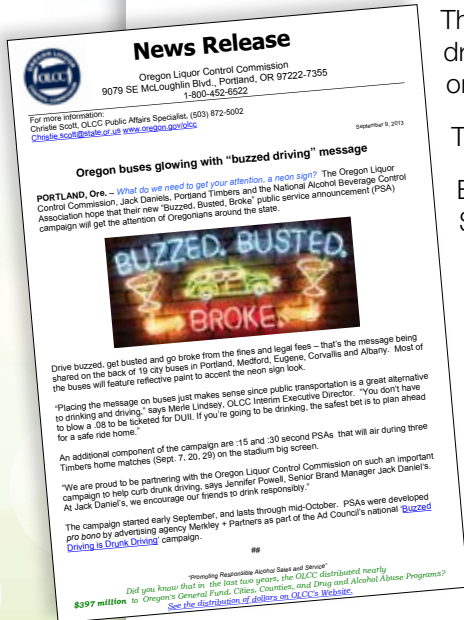 News Release
OLCC
Oregon Liquor Control Commission
9079 SE McLoughlin Blvd., Portland, OR 97222-7355
1-800-452-6522
For more information:
Christie Scott, OLCC Public Affairs Specialist, (503) 872-5002
Christie.scott@state.or.us www.oregon.gov/olcc
September 9, 2013
Oregon buses glowing with “buzzed driving” message
PORTLAND, Ore. – What do we need to get your attention, a neon sign? The Oregon Liquor
Control Commission, Jack Daniels, Portland Timbers and the National Alcohol Beverage Control
Association hope that their new “Buzzed, Busted, Broke” public service announcement (PSA)
campaign will get the attention of Oregonians around the state.
BUZZED. BUSTED.
BROKE.
Drive buzzed, get busted and go broke from the fines and legal fees – that's the message being
shared on the back of 19 city buses in Portland, Medford, Eugene, Corvallis and Albany. Most of
the buses will feature reflective paint to accent the neon sign look.
“Placing the message on buses just makes sense since public transportation is a great alternative
to drinking and driving,” says Merle Lindsey, OLCC Interim Executive Director. “You don't have
to blow a .08 to be ticketed for DUII. If you're going to be drinking, the safest bet is to plan ahead
for a safe ride home.”
An additional component of the campaign are :15 and :30 second PSAs that will air during three
Timbers home matches (Sept. 7, 20, 29) on the stadium big screen.
“We are proud to be partnering with the Oregon Liquor Control Commission on such an important
campaign to help curb drunk driving, says Jennifer Powell, Senior Brand Manager Jack Daniel's.
At Jack Daniel's, we encourage our friends to drink responsibly.”
The campaign started early September, and lasts through mid-October. PSAs were developed
pro bono by advertising agency Merkley + Partners as part of the Ad Council's national ‘Buzzed
Driving is Drunk Driving’ campaign.
##
“Promoting Responsible Alcohol Sales and Service”
Did you know that in the last two years, the OLCC distributed nearly
$397 million to Oregon's General Fund, Cities, Counties, and Drug and Alcohol Abuse Programs?
See the distribution of dollars on OLCC's Website.
Th
dr
or
T
E
S